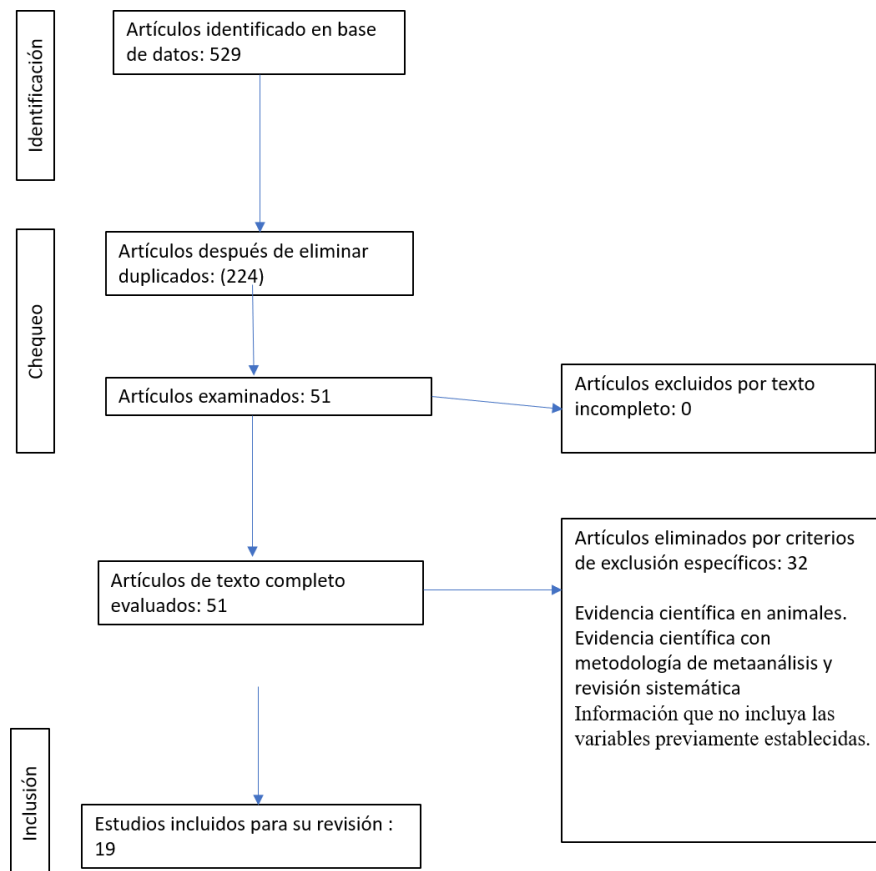 Identificación
Artículos identificado en base
de datos: 529
Chequeo
Artículos después de eliminar
duplicados: (224)
Artículos examinados: 51
Artículos excluidos por texto
incompleto: 0
Artículos de texto completo
evaluados: 51
Artículos eliminados por criterios
de exclusión específicos: 32
Evidencia científica en animales.
Evidencia científica con
metodología de metaanálisis y
revisión sistemática
Información que no incluya las
variables previamente establecidas.
Inclusión
Estudios incluidos para su revisión :
19